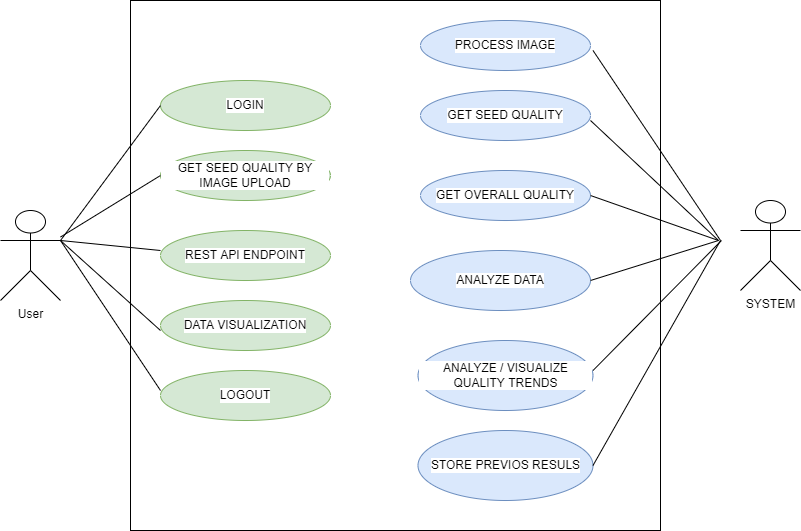 PROCESS IMAGE
LOGIN
GET SEED QUALITY
GET SEED QUALITY BY
IMAGE UPLOAD
GET OVERALL QUALITY
REST API ENDPOINT
ANALYZE DATA
User
SYSTEM
DATA VISUALIZATION
ANALYZE / VISUALIZE
QUALITY TRENDS
LOGOUT
STORE PREVIOS RESULS